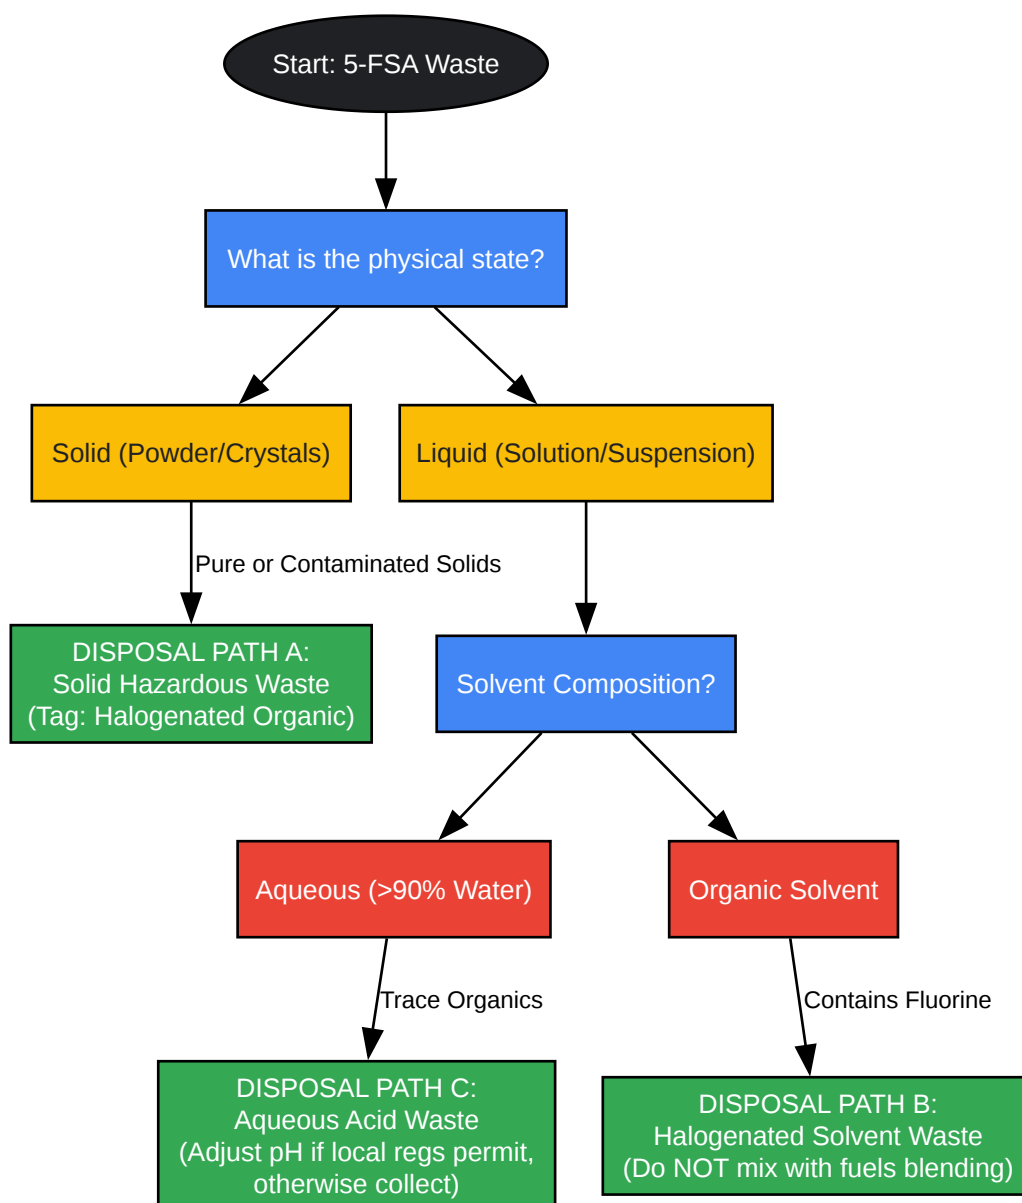 Start: 5-FSA Waste
What is the physical state?
Solid (Powder/Crystals)
Liquid (Solution/Suspension)
Pure or Contaminated Solids
DISPOSAL PATH A:
Solid Hazardous Waste
(Tag: Halogenated Organic)
Solvent Composition?
Aqueous (>90% Water)
Organic Solvent
Trace Organics
Contains Fluorine
DISPOSAL PATH C:
Aqueous Acid Waste
(Adjust pH if local regs permit,
otherwise collect)
DISPOSAL PATH B:
Halogenated Solvent Waste
(Do NOT mix with fuels blending)